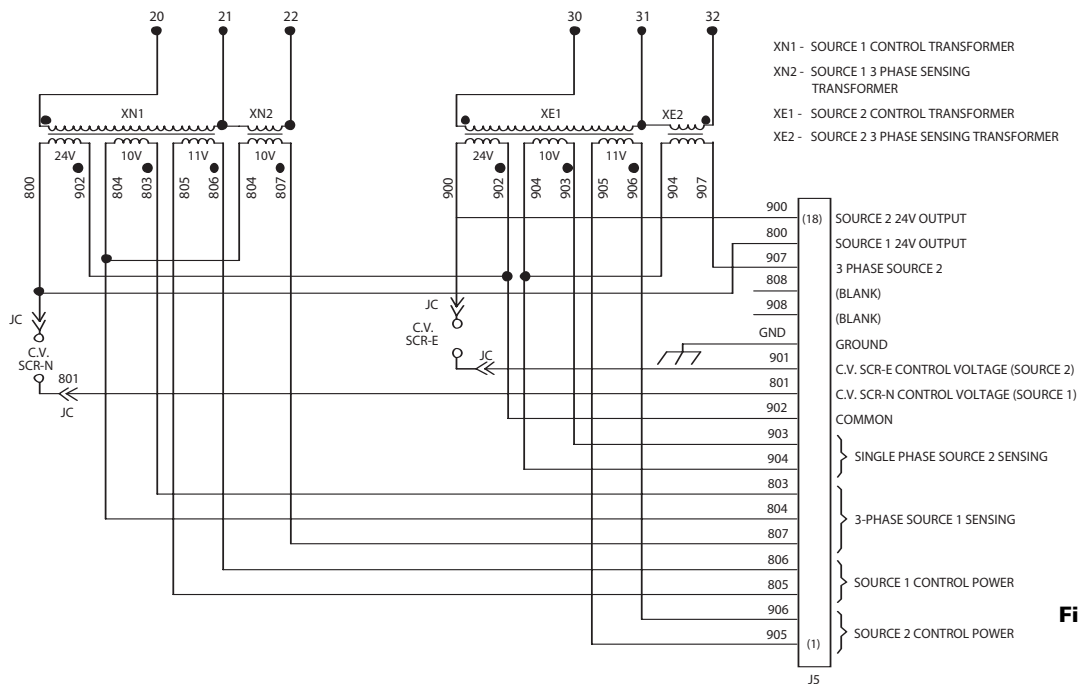 20 21 22 30 31 32
XN1 - SOURCE 1 CONTROL TRANSFORMER
XN2 - SOURCE 1 3 PHASE SENSING
TRANSFORMER
XE1 - SOURCE 2 CONTROL TRANSFORMER
XE2 - SOURCE 2 3 PHASE SENSING TRANSFORMER
XN1 XN2 XE1 XE2
24V 10V 11V 10V 24V 10V 11V
800 902 804 803 805 806 804 807 900 902 904 903 905 906 904 907
900 (18) SOURCE 2 24V OUTPUT
800 SOURCE 1 24V OUTPUT
907 3 PHASE SOURCE 2
808 (BLANK)
908 (BLANK)
GND GROUND
901 C.V. SCR-E CONTROL VOLTAGE (SOURCE 2)
801 C.V. SCR-N CONTROL VOLTAGE (SOURCE 1)
902 COMMON
903
904 SINGLE PHASE SOURCE 2 SENSING
803
804 3-PHASE SOURCE 1 SENSING
807
806
805 SOURCE 1 CONTROL POWER
906
905 (1) SOURCE 2 CONTROL POWER
J5
JC
C.V.
SCR-N
801
JC
JC
C.V.
SCR-E
JC
Fi